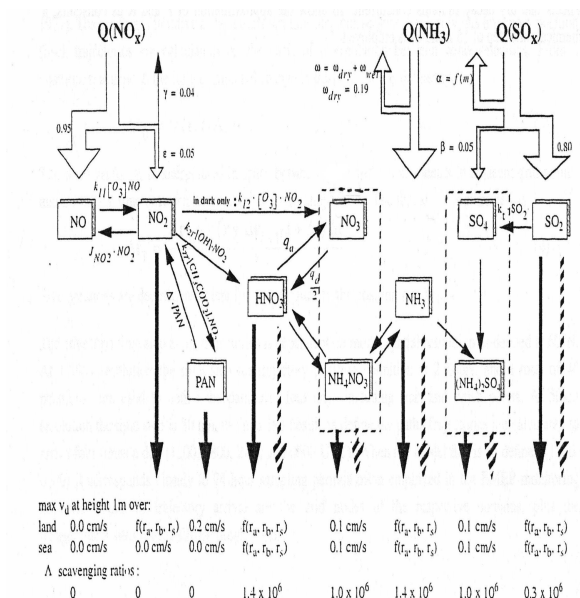 Q(NOx) Q(NH3) Q(SOx)
ω = ωdry + ωwet
ωdry = 0.19
α = f(m)
γ = 0.04
0.95
ε = 0.05
β = 0.05
0.80
k11[O3]NO
in dark only : k12 · [O3] · NO2
NO NO2 NO3 SO4 SO2
JNO2 · NO2
k21[OH]NO2
qa
qd/2
HNO3
NH3
PAN NH4NO3 (NH4)2SO4
max vd at height 1m over:
land 0.0 cm/s f(ra, rb, rs) 0.2 cm/s f(ra, rb, rs) 0.1 cm/s f(ra, rb, rs) 0.1 cm/s f(ra, rb, rs)
sea 0.0 cm/s 0.0 cm/s 0.0 cm/s f(ra, rb, rs) 0.1 cm/s f(ra, rb, rs) 0.1 cm/s f(ra, rb, rs)
Λ scavenging ratios :
0 0 0 1.4 x 10^6 1.0 x 10^6 1.4 x 10^6 1.0 x 10^6 0.3 x 10^6